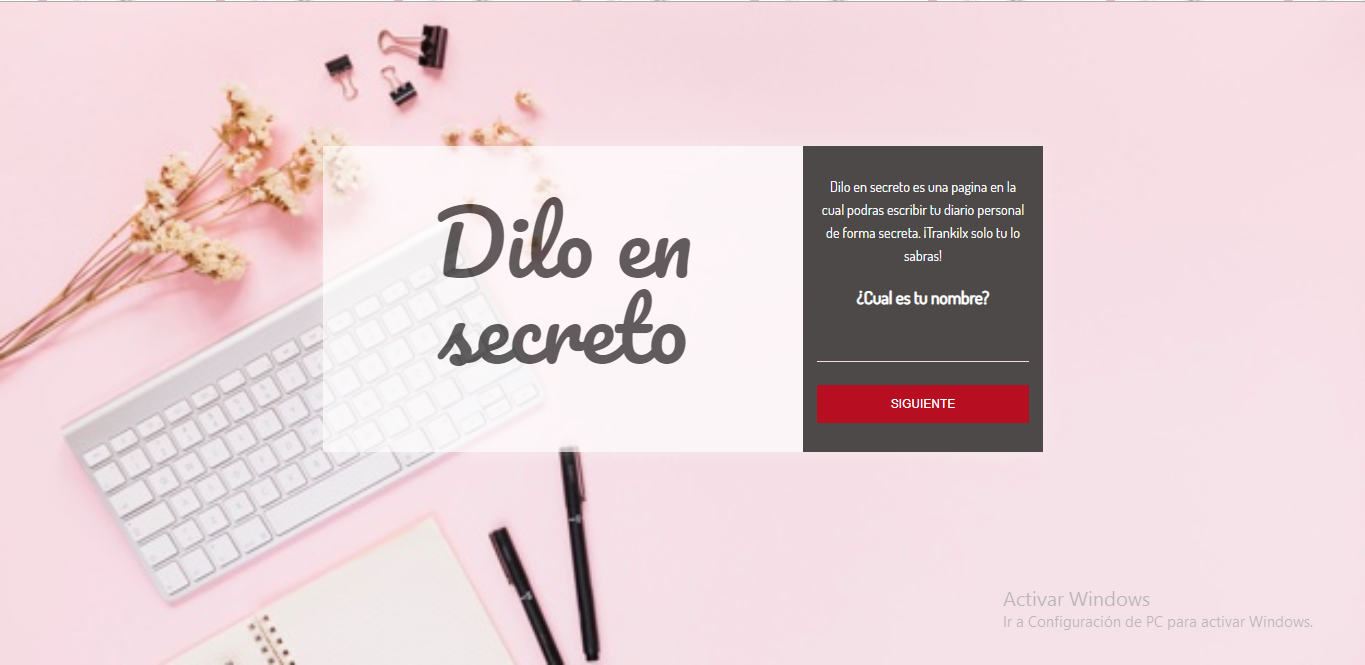 Dilo en
secreto
Dilo en secreto es una pagina en la
cual podras escribir tu diario personal
de forma secreta. ¡Trankilx solo tu lo
sabras!
¿Cual es tu nombre?
SIGUIENTE
Activar Windows
Ir a Configuración de PC para activar Windows.